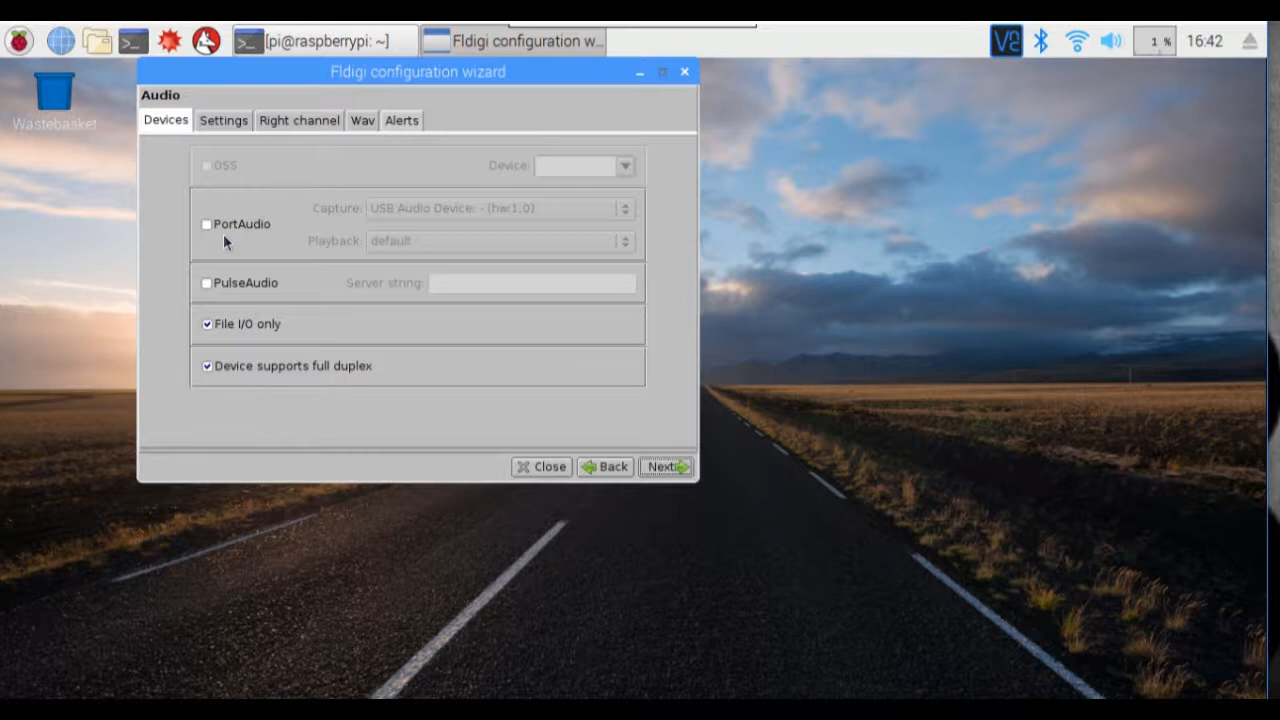 [pi@raspberrypi: ~]
Fldigi configuration w...
1 %
16:42
Wastebasket
Fldigi configuration wizard
Audio
Devices
Settings
Right channel
Wav
Alerts
OSS
Device:
PortAudio
Capture:
USB Audio Device: - (hw:1,0)
Playback:
default
PulseAudio
Server string:
File I/O only
Device supports full duplex
Close
Back
Next